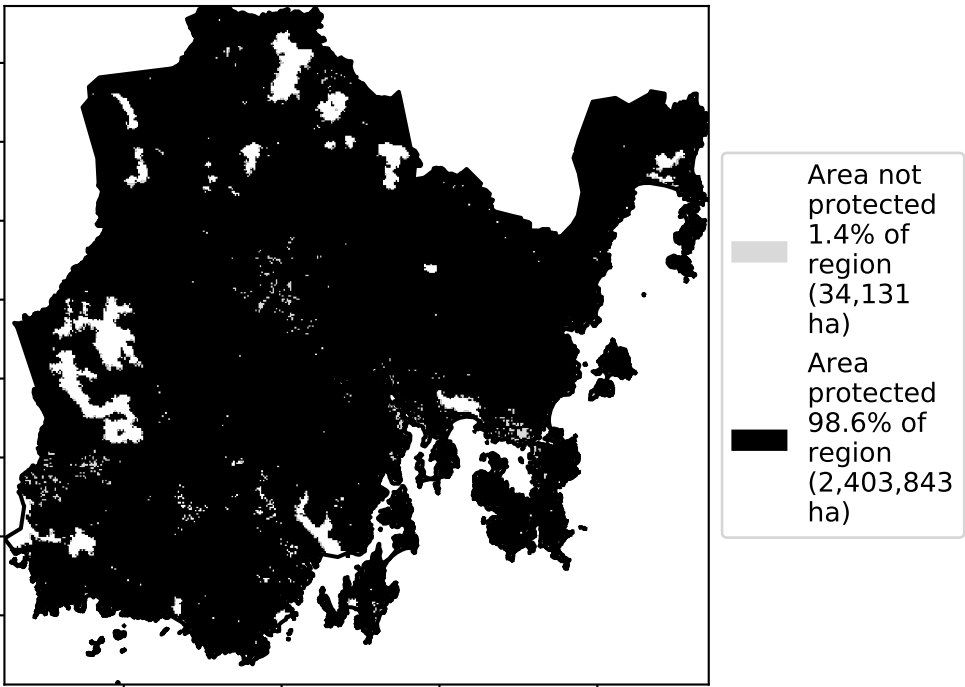 Area not
protected
1.4% of
region
(34,131
ha)
Area
protected
98.6% of
region
(2,403,843
ha)